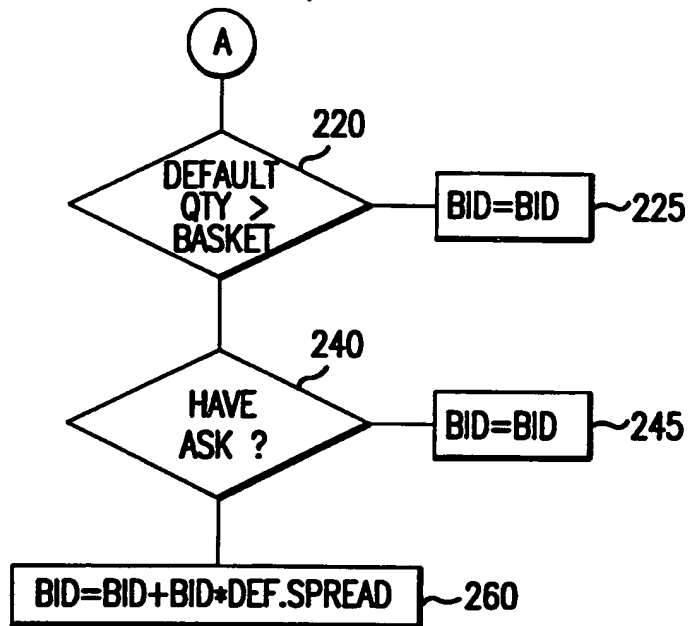 A
220
DEFAULT
QTY >
BASKET
BID=BID
225
240
HAVE
ASK ?
BID=BID
245
BID=BID+BID*DEF.SPREAD
260